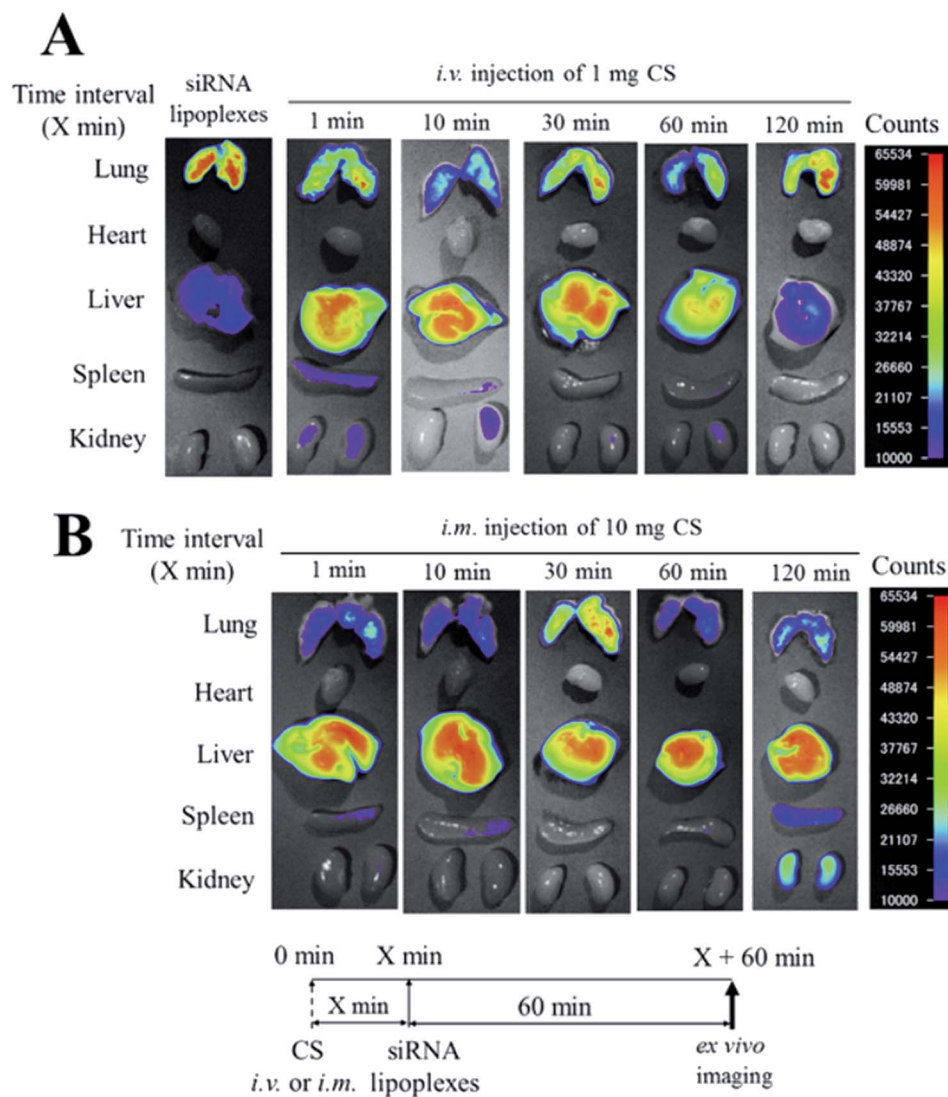 A
Time interval
(X min)
siRNA
lipoplexes
i.v. injection of 1 mg CS
1 min
10 min
30 min
60 min
120 min
Counts
Lung
Heart
Liver
Spleen
Kidney
65534
59981
54427
48874
43320
37767
32214
26660
21107
15553
10000
B
Time interval
(X min)
i.m. injection of 10 mg CS
1 min
10 min
30 min
60 min
120 min
Counts
Lung
Heart
Liver
Spleen
Kidney
65534
59981
54427
48874
43320
37767
32214
26660
21107
15553
10000
0 min
X min
X + 60 min
X min
60 min
CS
i.v. or i.m.
siRNA
lipoplexes
ex vivo
imaging